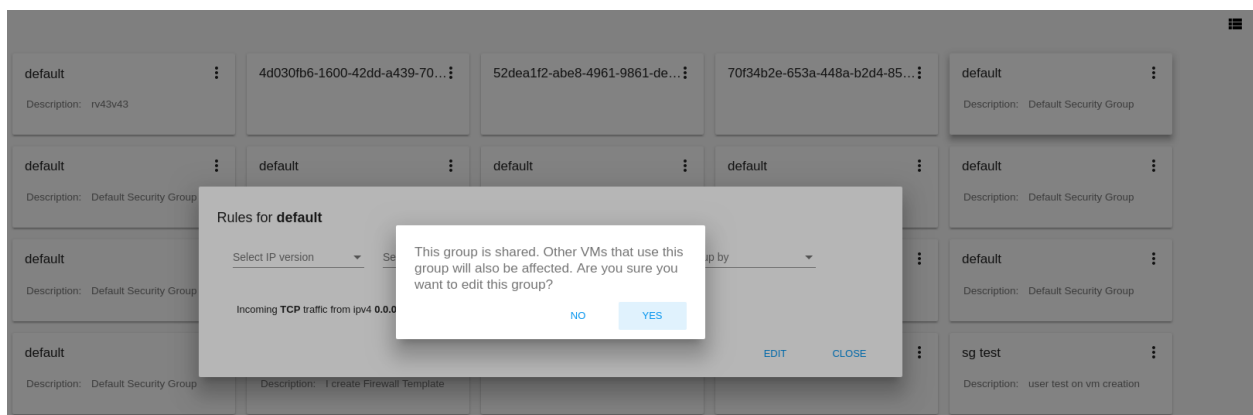 default
4d030fb6-1600-42dd-a439-70...
52dea1f2-abe8-4961-9861-de...
70f34b2e-653a-448a-b2d4-85...
default
Description: rv43v43
Description: Default Security Group
default
default
default
default
default
Description: Default Security Group
Description: Default Security Group
Rules for default
This group is shared. Other VMs that use this
group will also be affected. Are you sure you
want to edit this group?
NO
YES
default
Select IP version
Se
up by
default
Description: Default Security Group
Description: Default Security Group
Incoming TCP traffic from ipv4 0.0.0
EDIT
CLOSE
default
sg test
Description: Default Security Group
Description: I create Firewall Template
Description: user test on vm creation